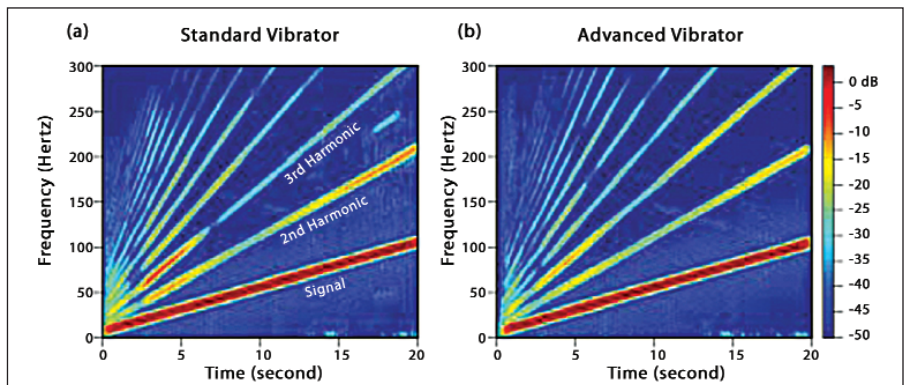 (a) Standard Vibrator
(b) Advanced Vibrator
Frequency (Hertz)
300
250
200
150
100
50
0
3rd Harmonic
2nd Harmonic
Signal
0 5 10 15 20
Time (second)
Frequency (Hertz)
300
250
200
150
100
50
0
0 5 10 15 20
Time (second)
0 dB
-5
-10
-15
-20
-25
-30
-35
-40
-45
-50